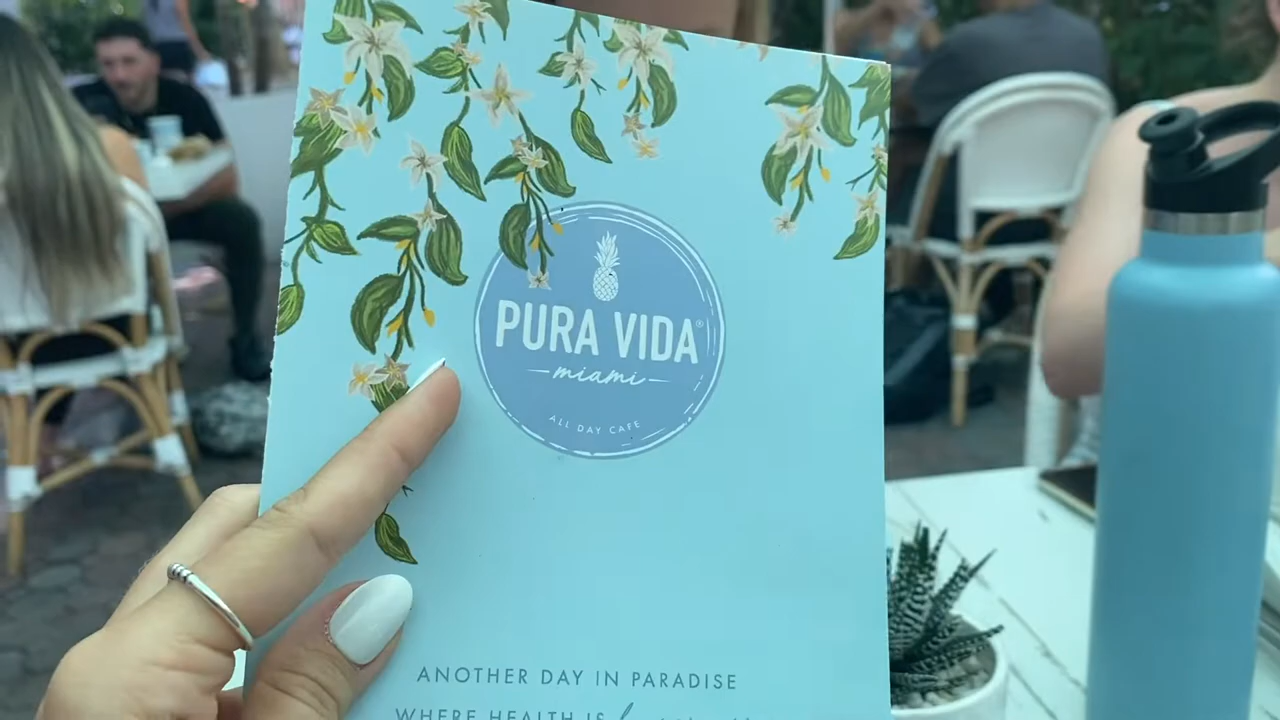 PURA VIDA®
miami
ALL DAY CAFE
ANOTHER DAY IN PARADISE
WHERE HEALTH IS